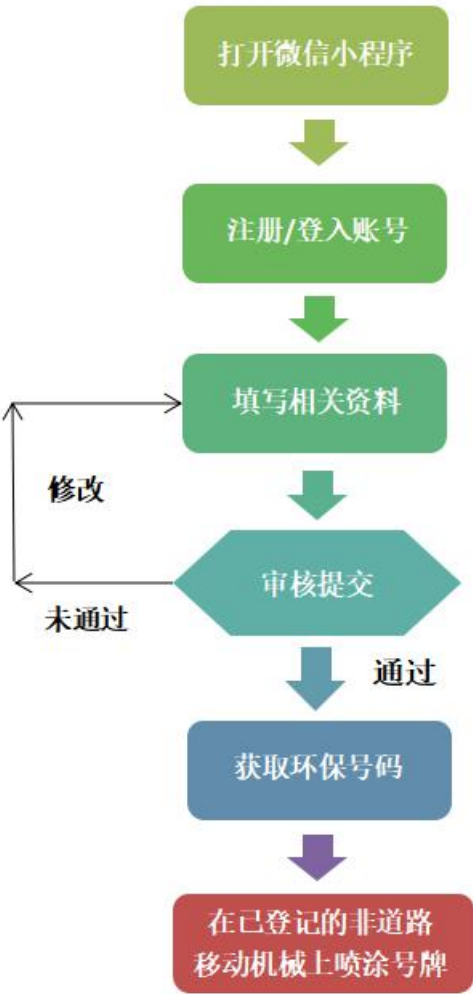 打开微信小程序
注册/登入账号
填写相关资料
修改
审核提交
未通过
通过
获取环保号码
在已登记的非道路
移动机械上喷涂号牌